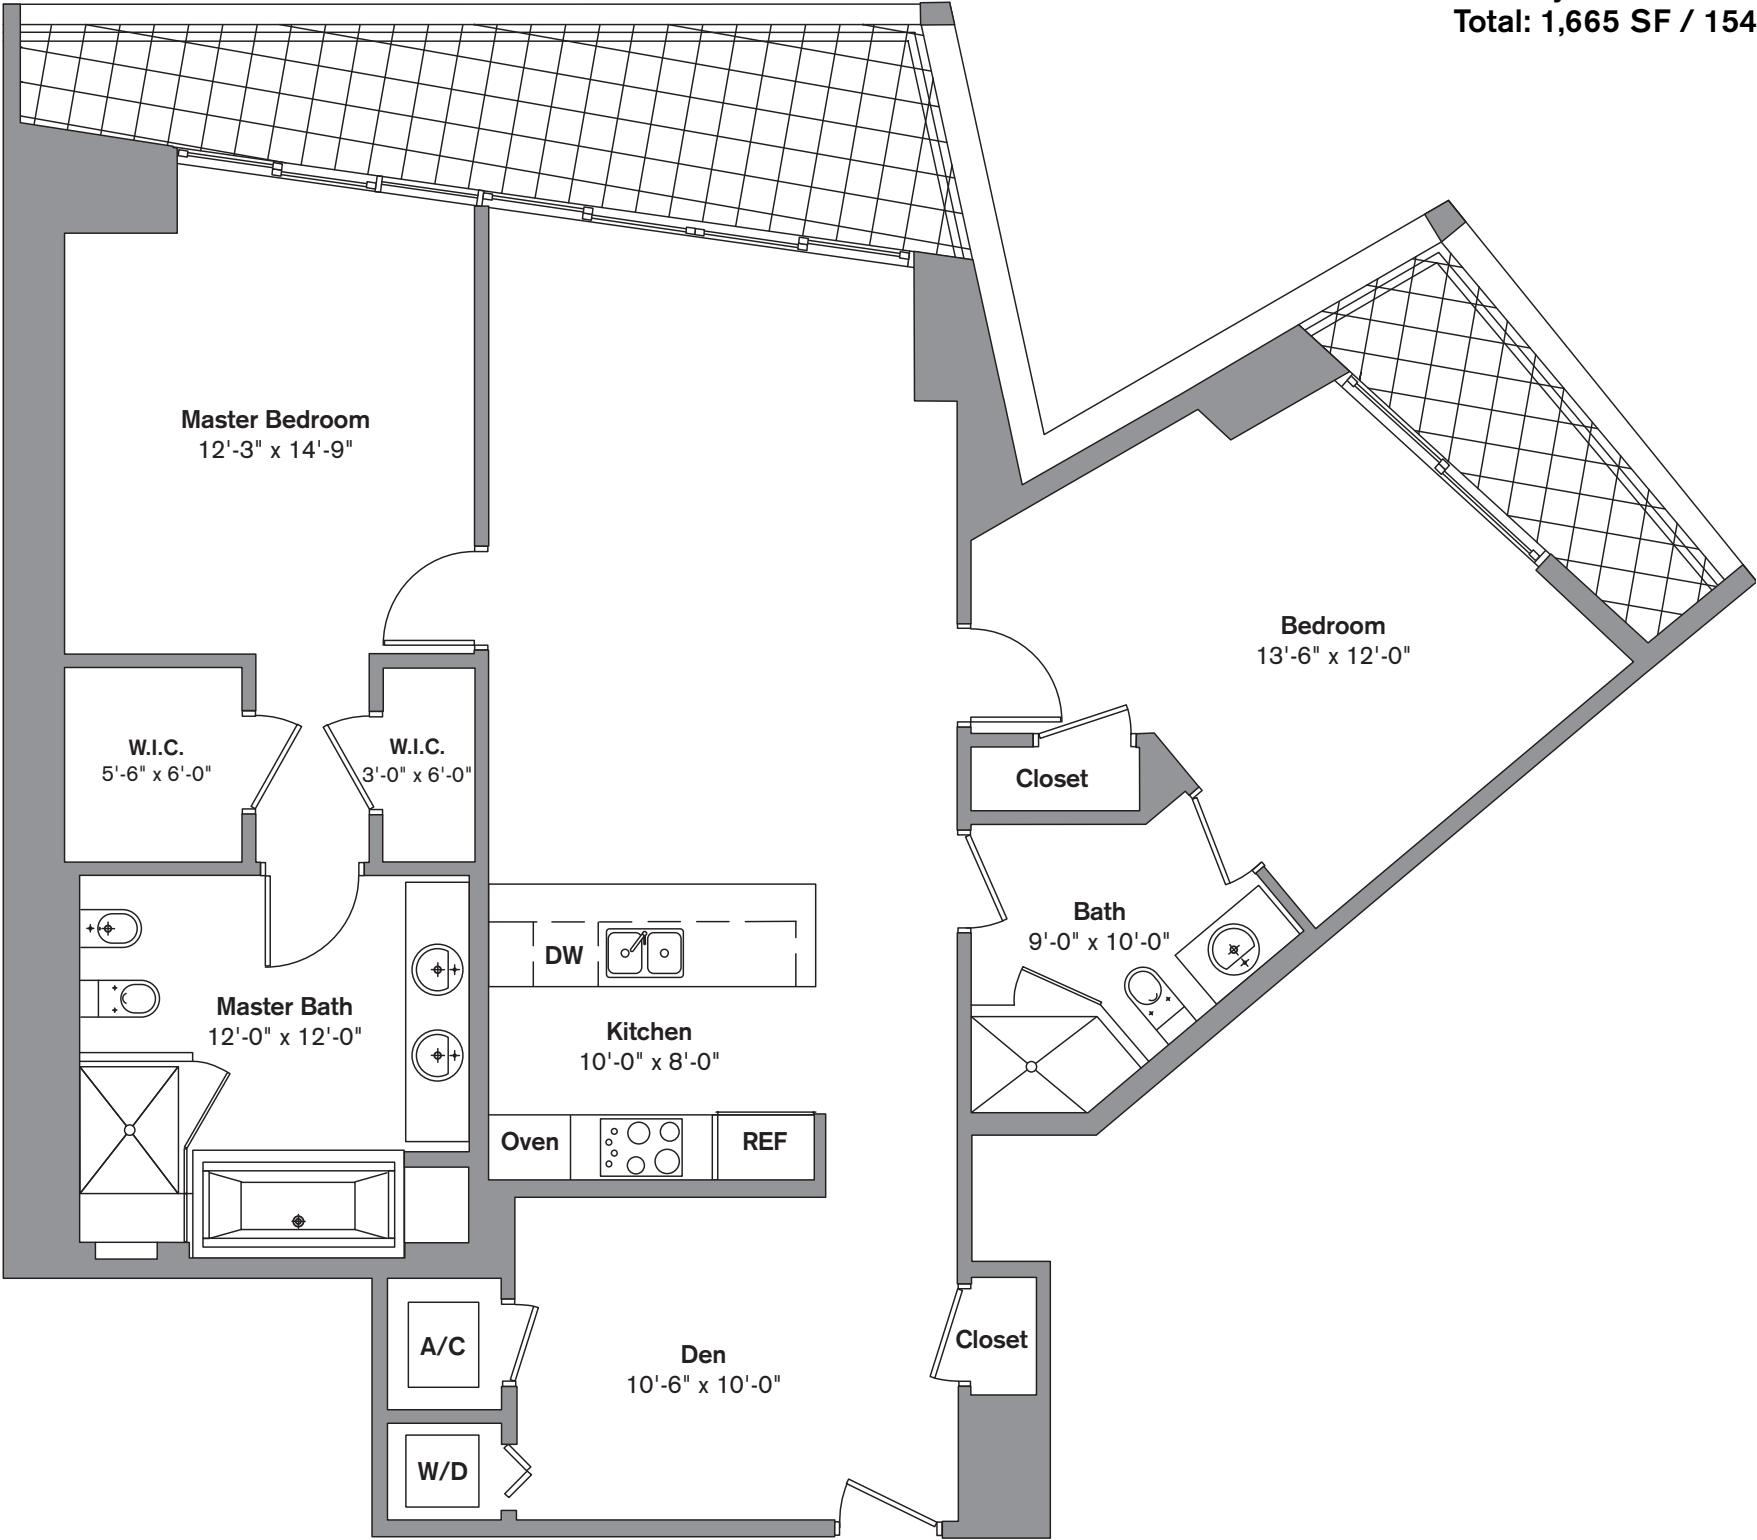 Total: 1,665 SF / 154
Master Bedroom
12'-3" x 14'-9"
Bedroom
13'-6" x 12'-0"
W.I.C.
5'-6" x 6'-0"
W.I.C.
3'-0" x 6'-0"
Closet
Bath
9'-0" x 10'-0"
DW
Master Bath
12'-0" x 12'-0"
Kitchen
10'-0" x 8'-0"
Oven
REF
A/C
Den
10'-6" x 10'-0"
Closet
W/D